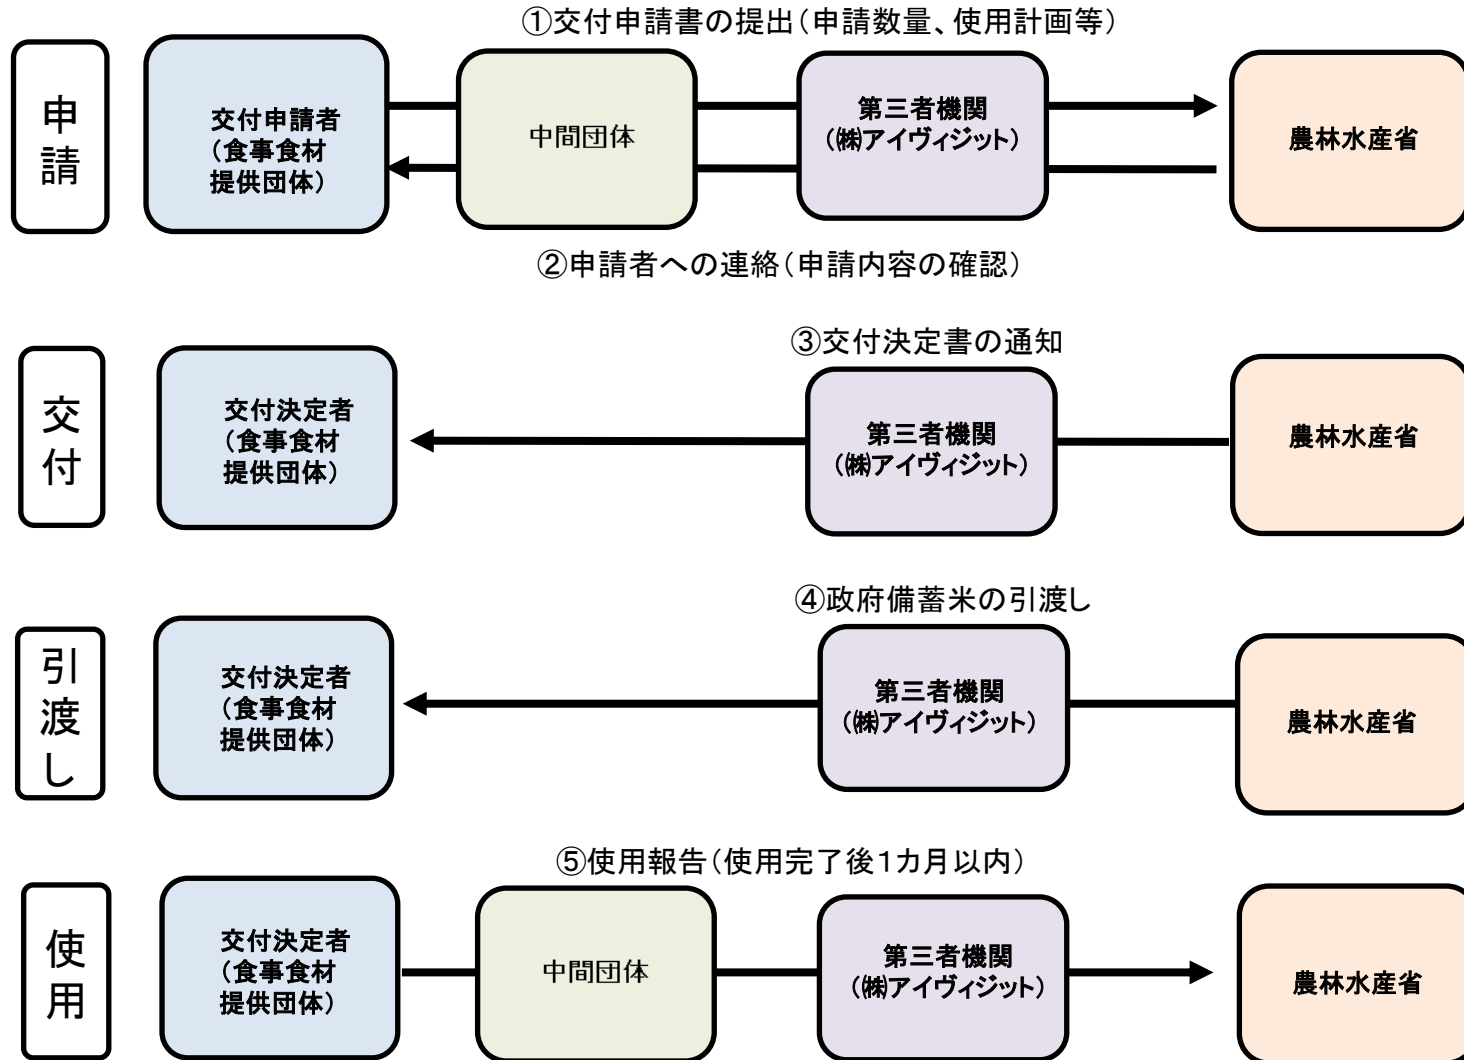 ①交付申請書の提出（申請数量、使用計画等）
申請
交付申請者
（食事食材
提供団体）
中間団体
第三者機関
（㈱アイヴィジット）
農林水産省
②申請者への連絡（申請内容の確認）
③交付決定書の通知
交付
交付決定者
（食事食材
提供団体）
第三者機関
（㈱アイヴィジット）
農林水産省
④政府備蓄米の引渡し
引渡し
交付決定者
（食事食材
提供団体）
第三者機関
（㈱アイヴィジット）
農林水産省
⑤使用報告（使用完了後１カ月以内）
使用
交付決定者
（食事食材
提供団体）
中間団体
第三者機関
（㈱アイヴィジット）
農林水産省